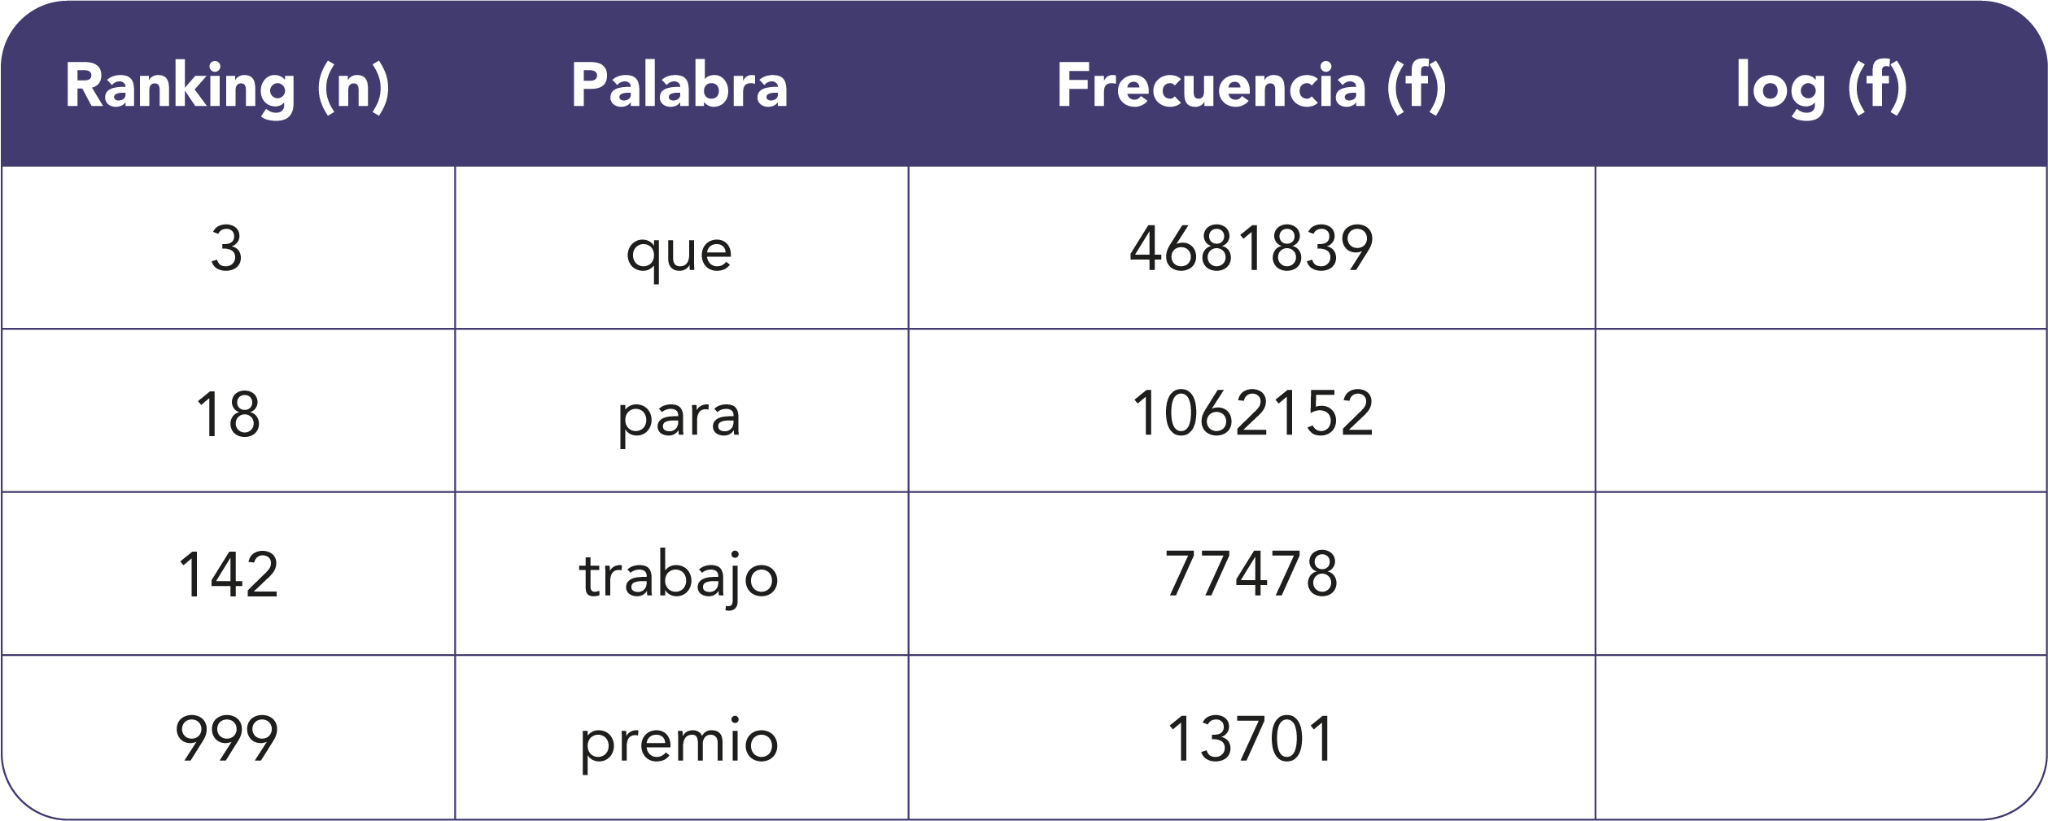 Ranking (n) Palabra Frecuencia (f) log (f)
3 que 4681839
18 para 1062152
142 trabajo 77478
999 premio 13701